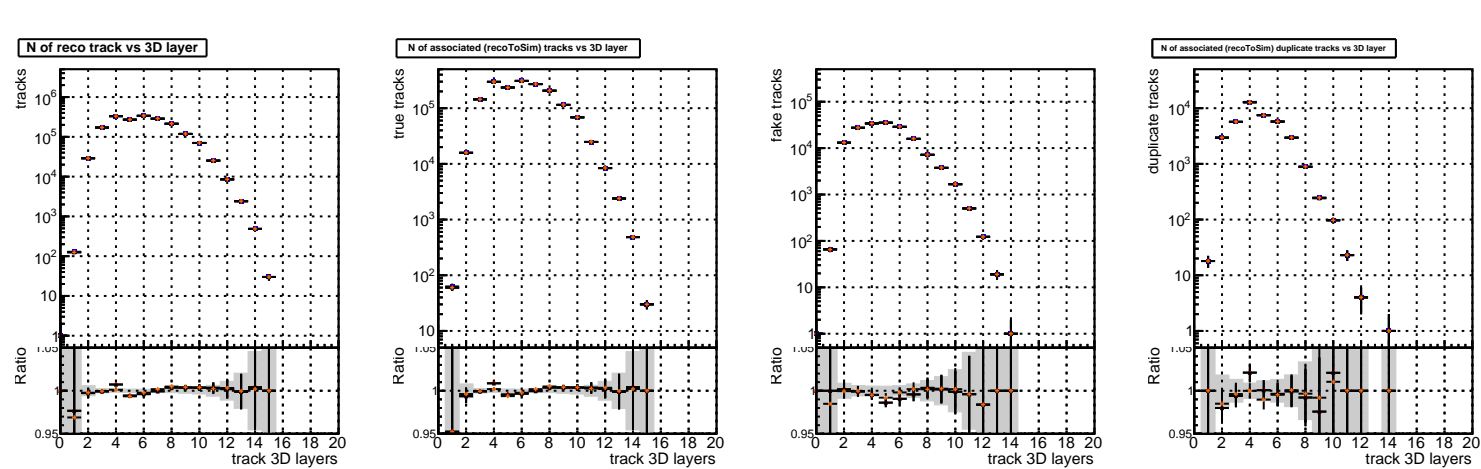 N of reco track vs 3D layer
tracks
10^6
10^5
10^4
10^3
10^2
10
1
Ratio
1.05
1
0.95
0 2 4 6 8 10 12 14 16 18 20
track 3D layers
N of associated (recoToSim) tracks vs 3D layer
true tracks
10^5
10^4
10^3
10^2
10
Ratio
1.05
1
0.95
0 2 4 6 8 10 12 14 16 18 20
track 3D layers
fake tracks
10^5
10^4
10^3
10^2
10
1
Ratio
1.05
1
0.95
0 2 4 6 8 10 12 14 16 18 20
track 3D layers
N of associated (recoToSim) duplicate tracks vs 3D layer
duplicate tracks
10^4
10^3
10^2
10
1
Ratio
1.05
1
0.95
0 2 4 6 8 10 12 14 16 18 20
track 3D layers